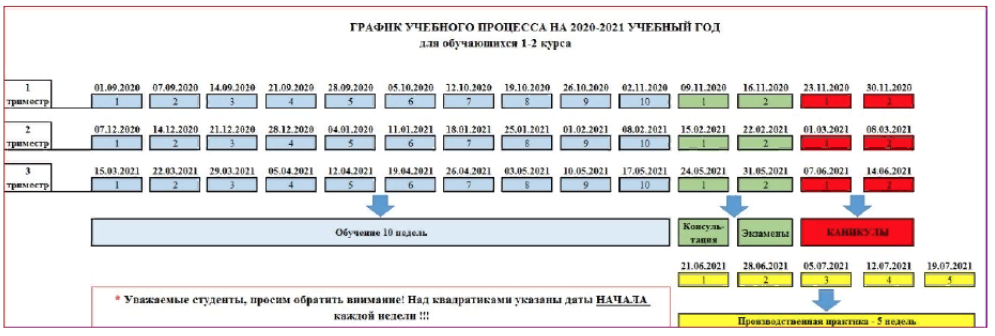 ГРАФИК УЧЕБНОГО ПРОЦЕССА НА 2020-2021 УЧЕБНЫЙ ГОД
для обучающихся 1-2 курса
01.09.2020 07.09.2020 14.09.2020 21.09.2020 28.09.2020 05.10.2020 12.10.2020 19.10.2020 26.10.2020 02.11.2020 09.11.2020 16.11.2020 23.11.2020 30.11.2020
1 триместр 1 2 3 4 5 6 7 8 9 10 1 2 1 2
07.12.2020 14.12.2020 21.12.2020 28.12.2020 04.01.2020 11.01.2021 18.01.2021 25.01.2021 01.02.2021 08.02.2021 15.02.2021 22.02.2021 01.03.2021 08.03.2021
2 триместр 1 2 3 4 5 6 7 8 9 10 1 2 1 2
15.03.2021 22.03.2021 29.03.2021 05.04.2021 12.04.2021 19.04.2021 26.04.2021 03.05.2021 10.05.2021 17.05.2021 24.05.2021 31.05.2021 07.06.2021 14.06.2021
3 триместр 1 2 3 4 5 6 7 8 9 10 1 2 1 2
Обучение 10 недель
Консуль-
тация
Экзамены
КАНИКУЛЫ
21.06.2021 28.06.2021 05.07.2021 12.07.2021 19.07.2021
1 2 3 4 5
* Уважаемые студенты, просим обратить внимание! Над квадратиками указаны даты НАЧАЛА
каждой недели !!!
Производственная практика - 5 недель